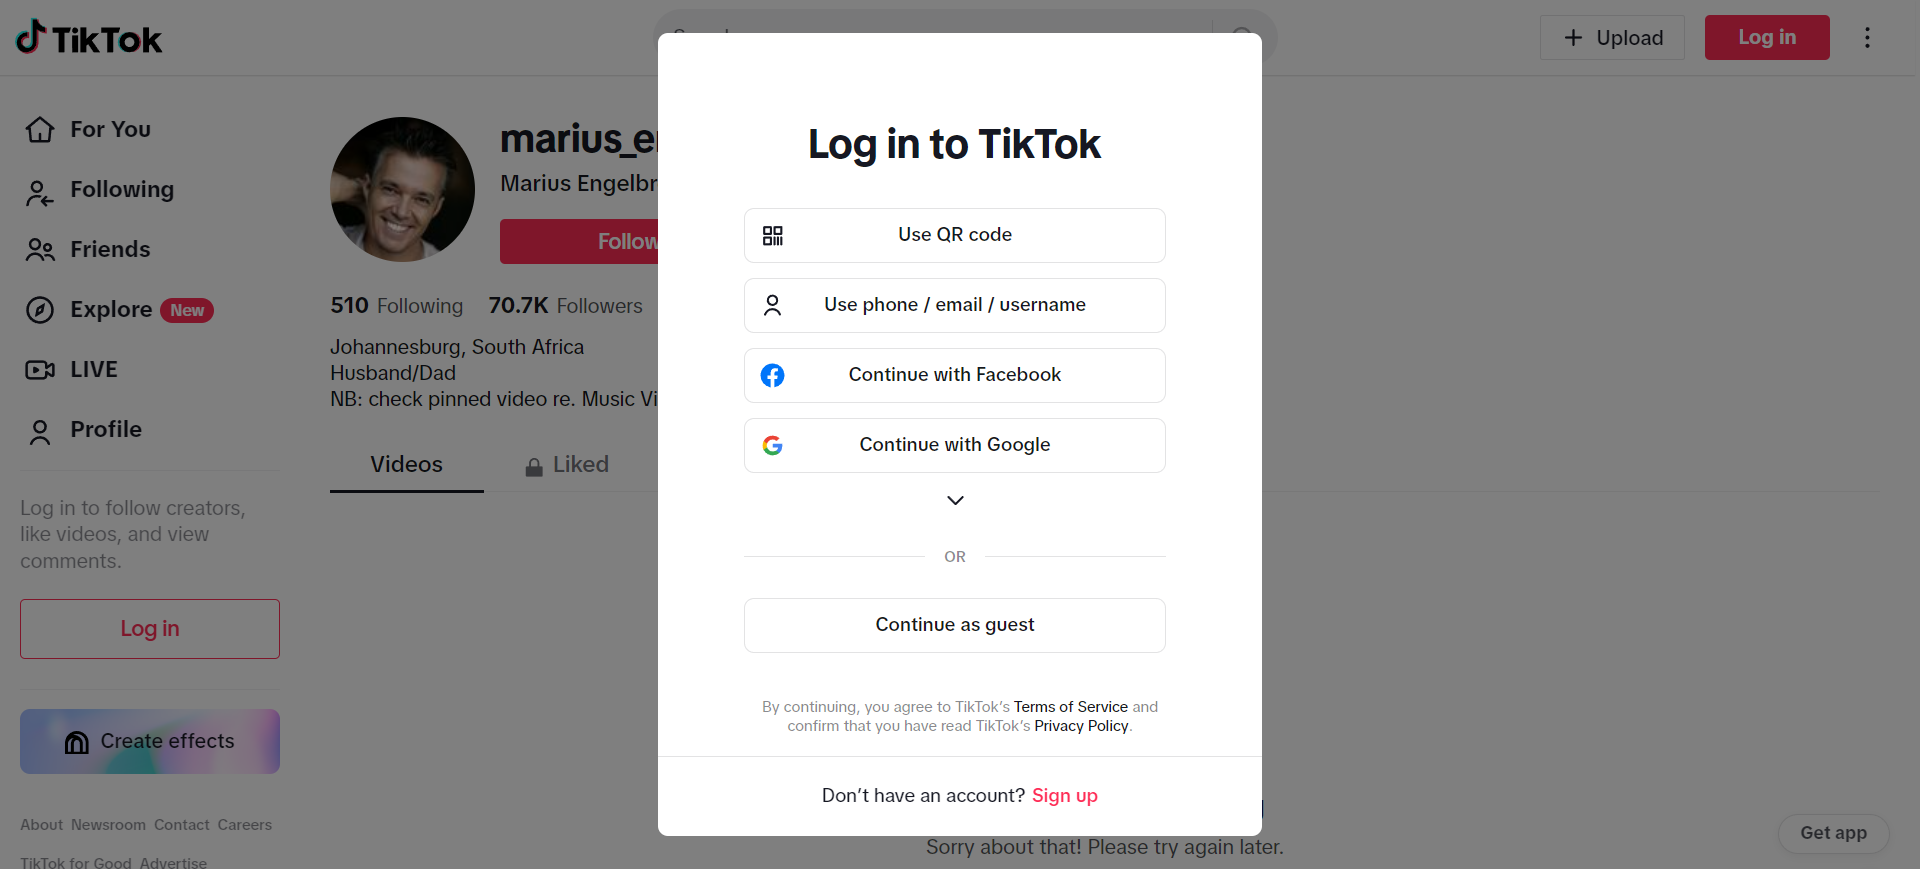 TikTok
Upload
Log in
For You
Following
Friends
Explore New
LIVE
Profile
Log in to follow creators,
like videos, and view
comments.
Log in
Create effects
About Newsroom Contact Careers
TikTok for Good Advertise
Marius Engelbr
Follow
510 Following 70.7K Followers
Johannesburg, South Africa
Husband/Dad
NB: check pinned video re. Music Vi
Videos
Liked
Log in to TikTok
Use QR code
Use phone / email / username
Continue with Facebook
Continue with Google
OR
Continue as guest
By continuing, you agree to TikTok's Terms of Service and
confirm that you have read TikTok's Privacy Policy.
Don't have an account? Sign up
Sorry about that! Please try again later.
Get app